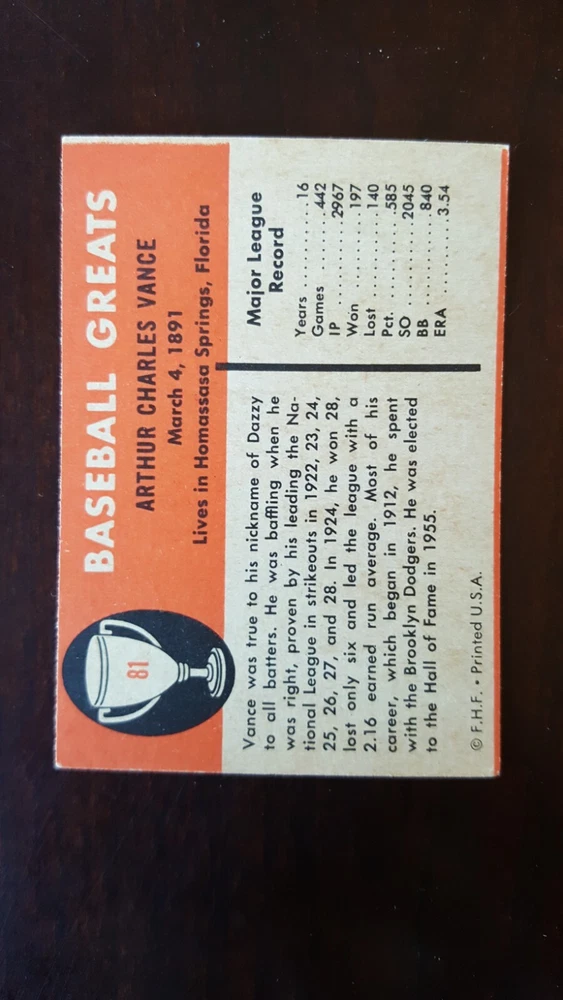 81
BASEBALL GREATS
ARTHUR CHARLES VANCE
March 4, 1891
Lives in Homassasa Springs, Florida
Vance was true to his nickname of Dazzy
to all batters. He was baffling when he
was right, proven by his leading the Na-
tional League in strikeouts in 1922, 23, 24,
25, 26, 27, and 28. In 1924, he won 28,
lost only six and led the league with a
2.16 earned run average. Most of his
career, which began in 1912, he spent
with the Brooklyn Dodgers. He was elected
to the Hall of Fame in 1955.
Major League
Record
Years .......... 16
Games .......... 442
IP .......... 2967
Won .......... 197
Lost .......... 140
Pct. .......... .585
SO .......... 2045
BB .......... 840
ERA .......... 3.54
© F.H.F. • Printed U.S.A.